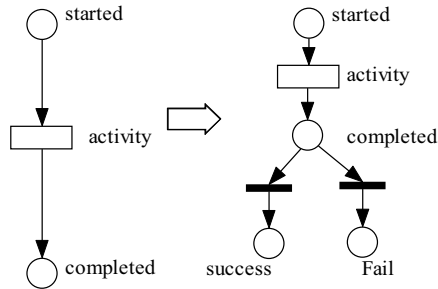 started
activity
completed
started
activity
completed
success
Fail